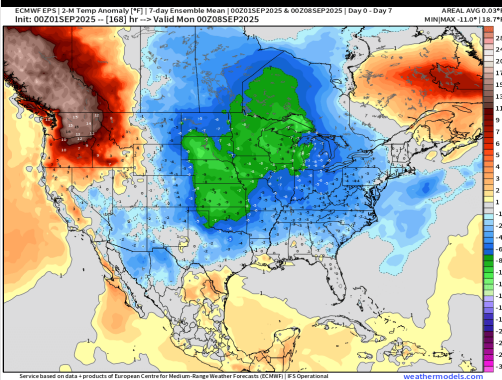 ECMWF EPS | 2-M Temp Anomaly [°F] | 7-day Ensemble Mean | 00Z01SEP2025 & 00Z08SEP2025 | Day 0 - Day 7 AREAL AVG 0.03°F
Init: 00Z01SEP2025 -- [168] hr --> Valid Mon 00Z08SEP2025 MIN|MAX -11.0° | 18.7°F
Service based on data + products of European Centre for Medium-Range Weather Forecasts (ECMWF) | IFS Operational
weathermodels.com